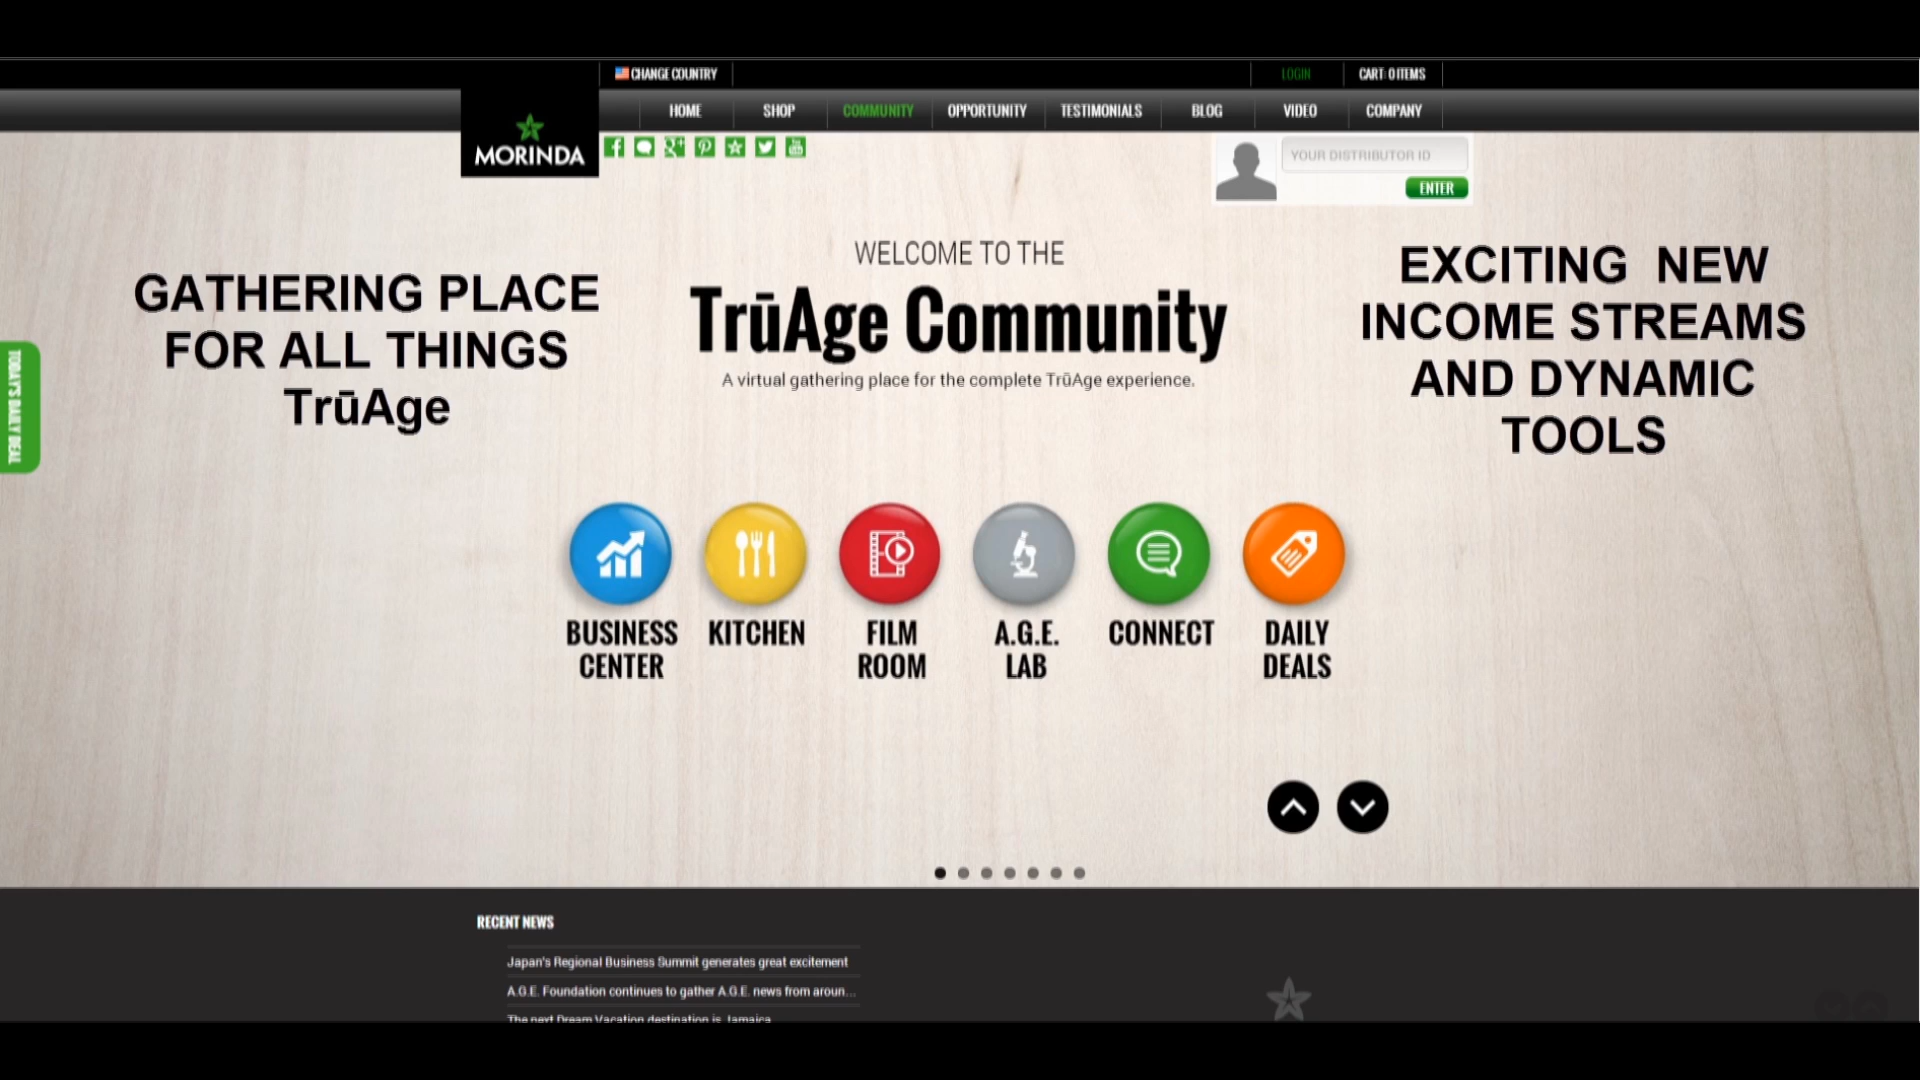 CHANGE COUNTRY
LOGIN
CART: 0 ITEMS
MORINDA
HOME
SHOP
COMMUNITY
OPPORTUNITY
TESTIMONIALS
BLOG
VIDEO
COMPANY
YOUR DISTRIBUTOR ID
ENTER
GATHERING PLACE
FOR ALL THINGS
TrūAge
WELCOME TO THE
TrūAge Community
A virtual gathering place for the complete TrūAge experience.
EXCITING NEW
INCOME STREAMS
AND DYNAMIC
TOOLS
TODAY'S DAILY DEAL
BUSINESS
CENTER
KITCHEN
FILM
ROOM
A.G.E.
LAB
CONNECT
DAILY
DEALS
RECENT NEWS
Japan's Regional Business Summit generates great excitement
A.G.E. Foundation continues to gather A.G.E. news from aroun...
The next Dream Vacation destination is Jamaica